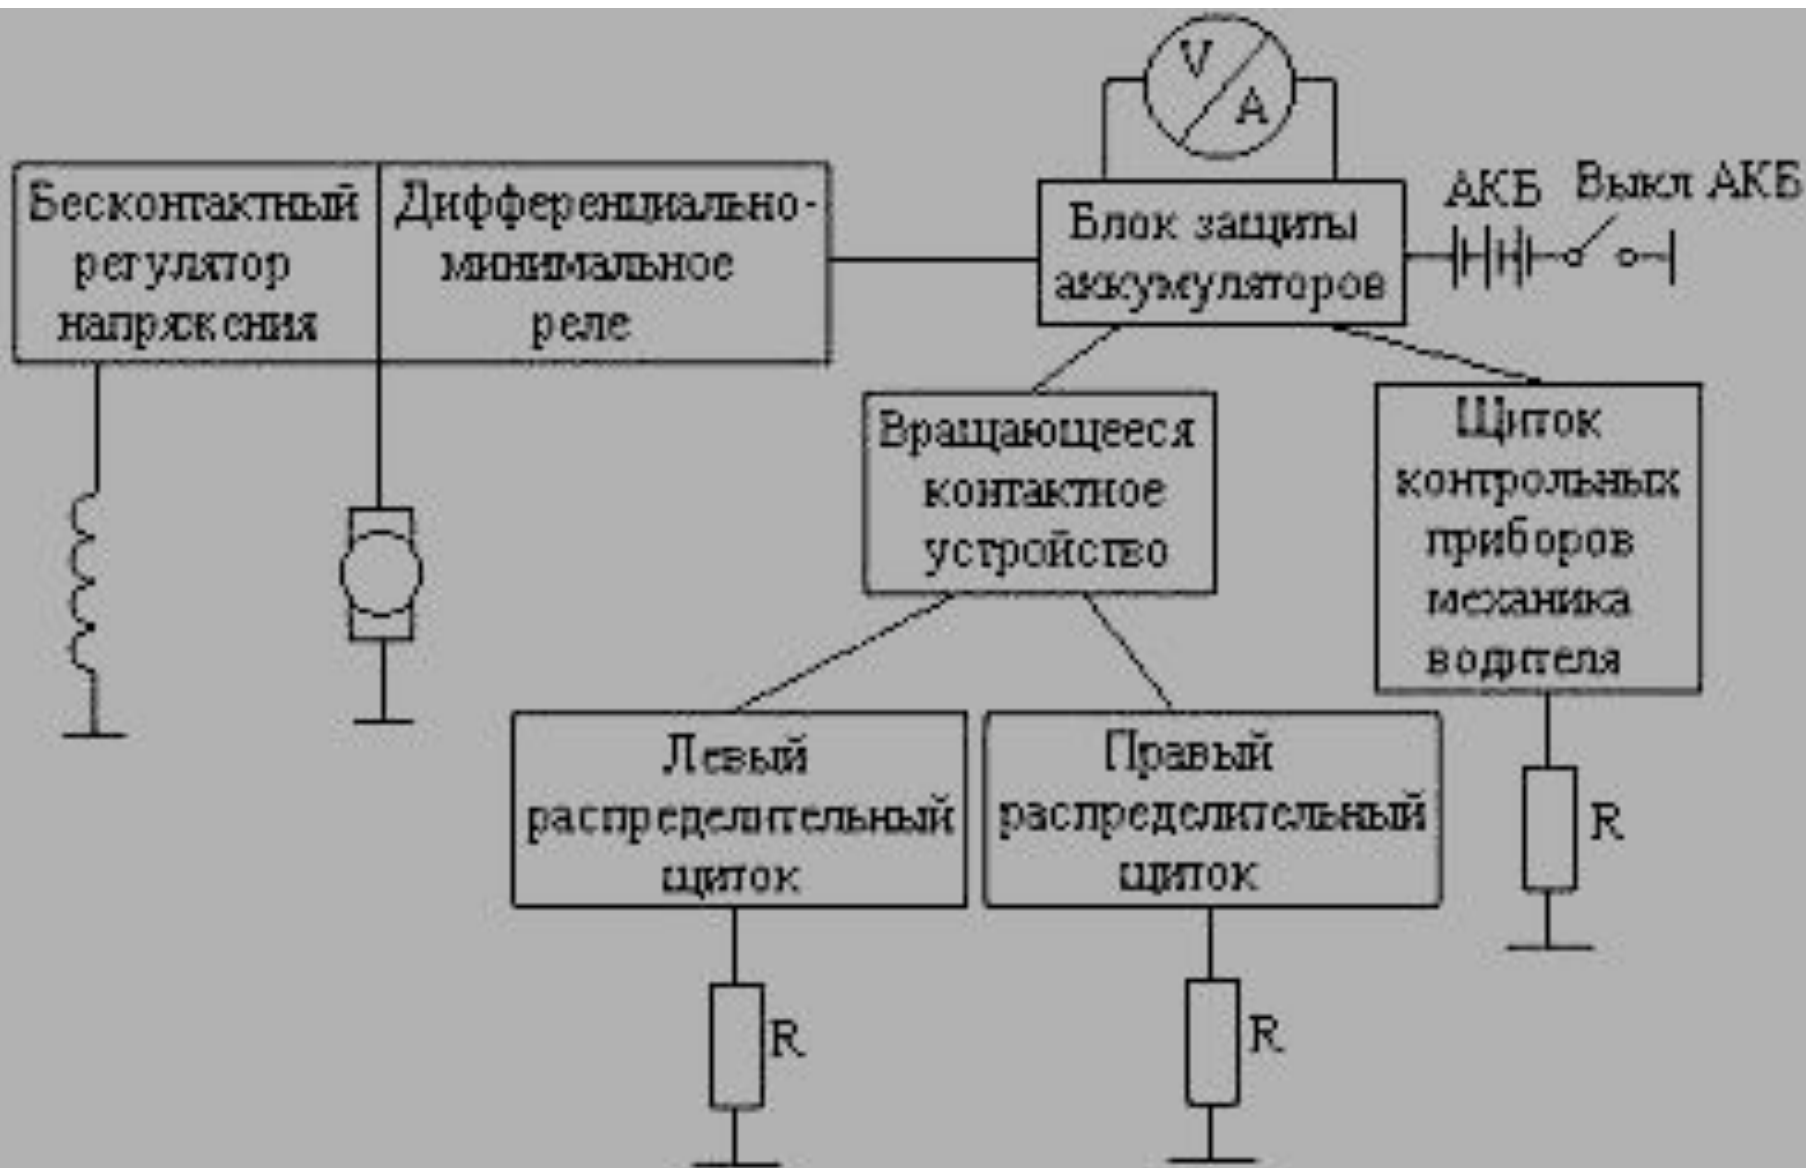 V
A
Бесконтактный
регулятор
напряжения
Дифференциально-
минимальное
реле
Блок защиты
аккумуляторов
АКБ
Выкл АКБ
Вращающееся
контактное
устройство
Щиток
контрольных
приборов
механика
водителя
R
Левый
распределительный
щиток
Правый
распределительный
щиток
R
R